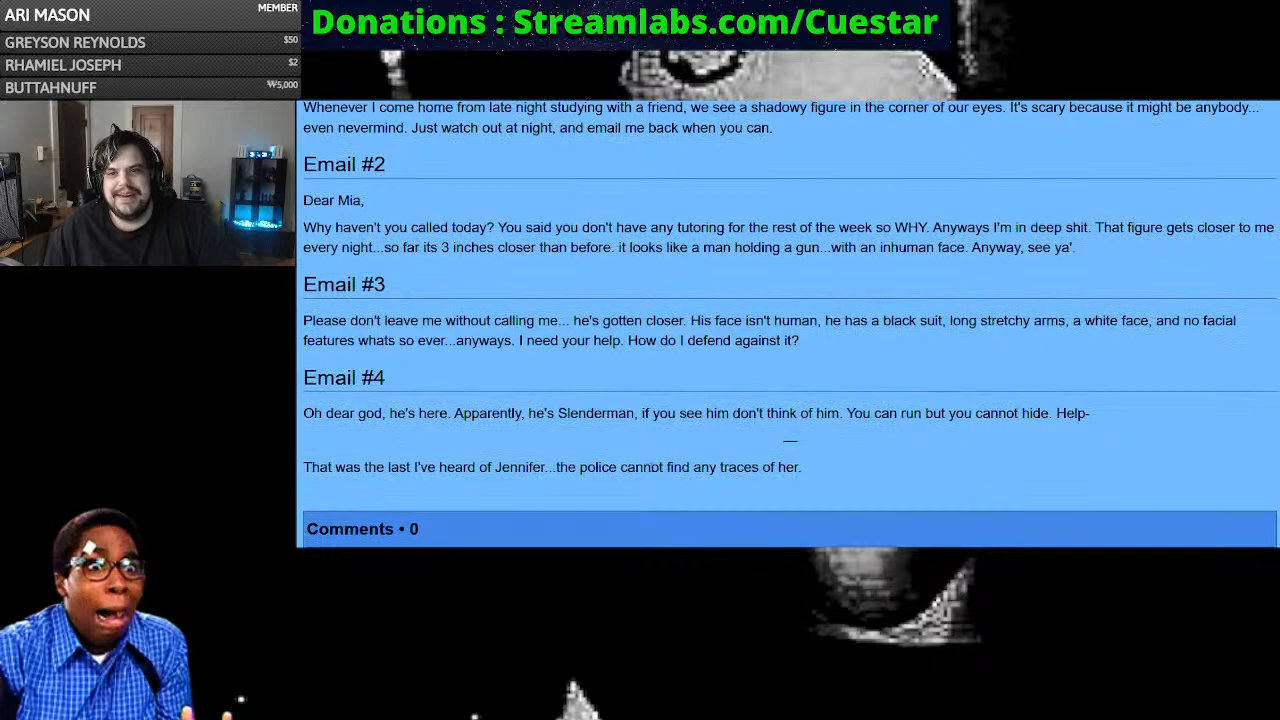 ARI MASON
MEMBER
GREYSON REYNOLDS
$50
RHAMIEL JOSEPH
$2
BUTTAHNUFF
₩5,000
Donations : Streamlabs.com/Cuestar
Whenever I come home from late night studying with a friend, we see a shadowy figure in the corner of our eyes. It's scary because it might be anybody...
even nevermind. Just watch out at night, and email me back when you can.
Email #2
Dear Mia,
Why haven't you called today? You said you don't have any tutoring for the rest of the week so WHY. Anyways I'm in deep shit. That figure gets closer to me
every night...so far its 3 inches closer than before. it looks like a man holding a gun...with an inhuman face. Anyway, see ya'.
Email #3
Please don't leave me without calling me... he's gotten closer. His face isn't human, he has a black suit, long stretchy arms, a white face, and no facial
features whats so ever...anyways. I need your help. How do I defend against it?
Email #4
Oh dear god, he's here. Apparently, he's Slenderman, if you see him don't think of him. You can run but you cannot hide. Help-
—
That was the last I've heard of Jennifer...the police cannot find any traces of her.
Comments • 0